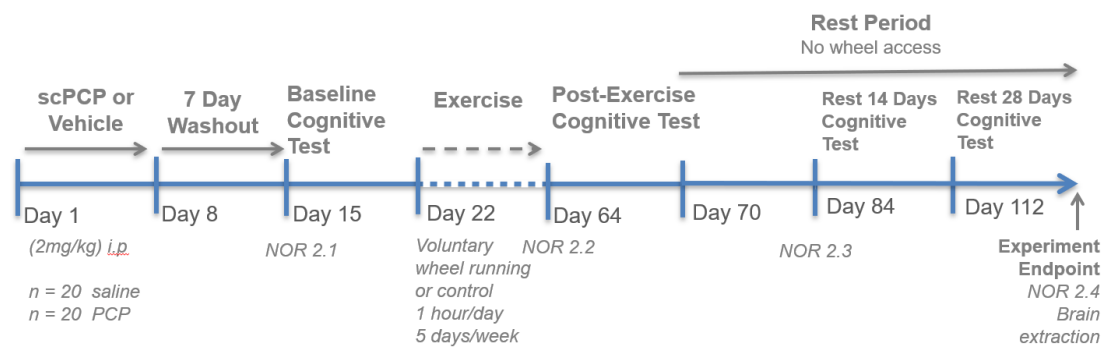 Rest Period
No wheel access
scPCP or
Vehicle
7 Day
Washout
Baseline
Cognitive
Test
Exercise
Post-Exercise
Cognitive Test
Rest 14 Days
Cognitive
Test
Rest 28 Days
Cognitive
Test
Day 1
Day 8
Day 15
Day 22
Day 64
Day 70
Day 84
Day 112
(2mg/kg) i.p
n = 20 saline
n = 20 PCP
NOR 2.1
Voluntary
wheel running
or control
1 hour/day
5 days/week
NOR 2.2
NOR 2.3
Experiment
Endpoint
NOR 2.4
Brain
extraction